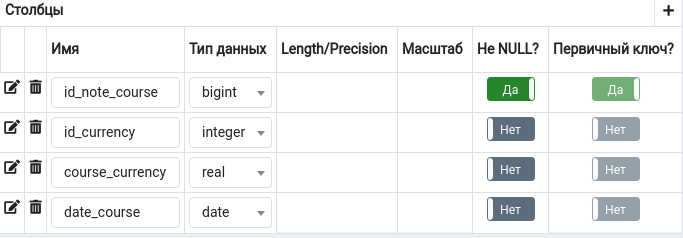 Столбцы
Имя Тип данных Length/Precision Масштаб Не NULL? Первичный ключ?
id_note_course bigint Да Да
id_currency integer Нет Нет
course_currency real Нет Нет
date_course date Нет Нет